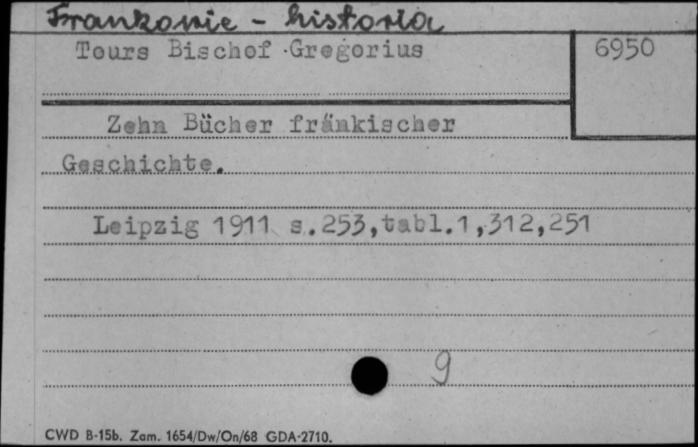 Frankowie - historia
Tours Bischof Gregorius
6950
Zehn Bücher fränkischer
Geschichte.
Leipzig 1911 s.253,tabl.1,312,251
9
CWD B-15b. Zam. 1654/Dw/On/68 GDA-2710.